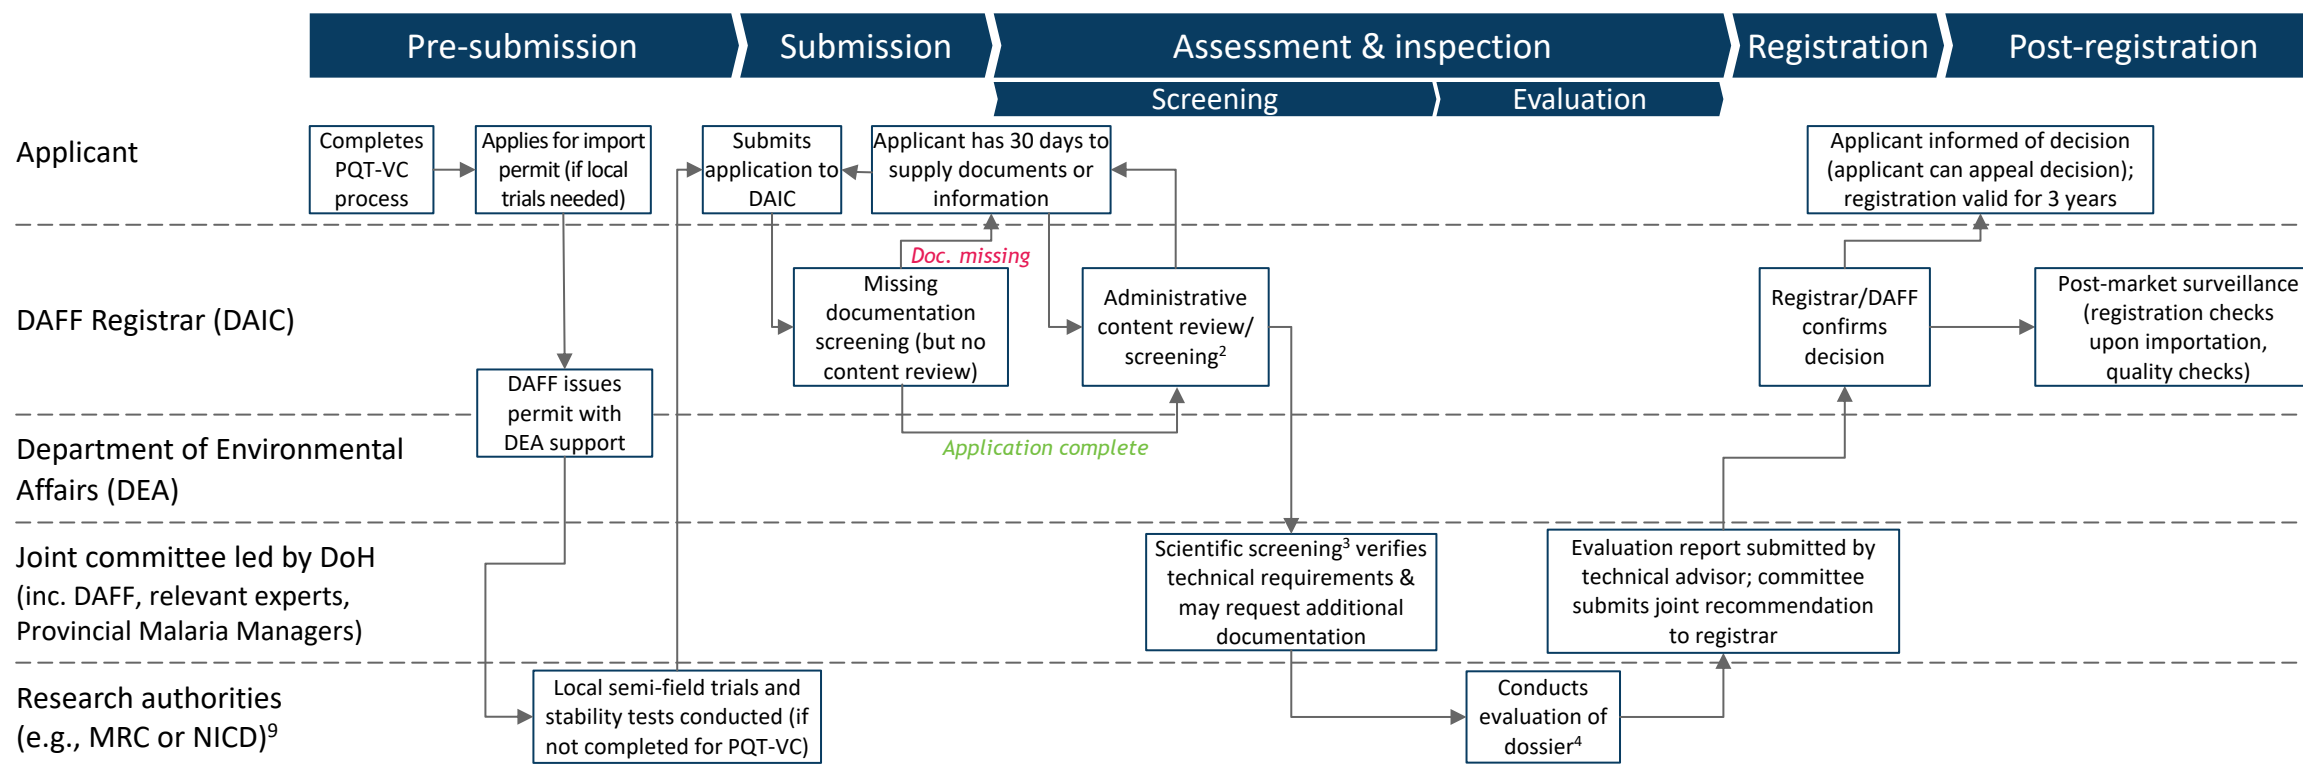 Pre-submission
Submission
Assessment & inspection
Registration
Post-registration
Screening
Evaluation
Applicant
Completes
PQT-VC
process
Applies for import
permit (if local
trials needed)
Submits
application to
DAIC
Applicant has 30 days to
supply documents or
information
Applicant informed of decision
(applicant can appeal decision);
registration valid for 3 years
DAFF Registrar (DAIC)
Doc. missing
Missing
documentation
screening (but no
content review)
Administrative
content review/
screening²
Registrar/DAFF
confirms
decision
Post-market surveillance
(registration checks
upon importation,
quality checks)
DAFF issues
permit with
DEA support
Application complete
Department of Environmental
Affairs (DEA)
Joint committee led by DoH
(inc. DAFF, relevant experts,
Provincial Malaria Managers)
Scientific screening³ verifies
technical requirements &
may request additional
documentation
Evaluation report submitted by
technical advisor; committee
submits joint recommendation
to registrar
Research authorities
(e.g., MRC or NICD)⁹
Local semi-field trials and
stability tests conducted (if
not completed for PQT-VC)
Conducts
evaluation of
dossier⁴